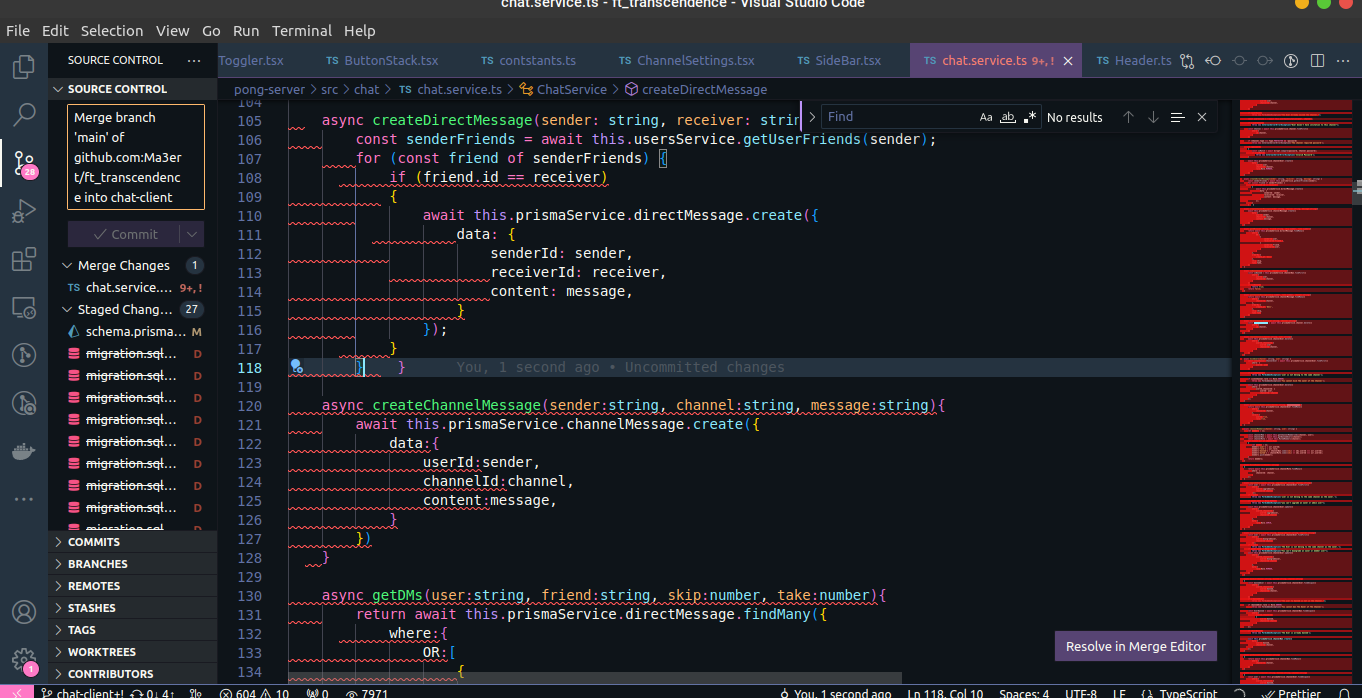 chat.service.ts - ft_transcendence - Visual Studio Code
File Edit Selection View Go Run Terminal Help
SOURCE CONTROL ···
Toggler.tsx TS ButtonStack.tsx TS contstants.ts TS ChannelSettings.tsx TS SideBar.tsx TS chat.service.ts 9+, ! TS Header.ts
SOURCE CONTROL
pong-server > src > chat > TS chat.service.ts > ChatService > createDirectMessage
Merge branch
'main' of
github.com:Ma3er
t/ft_transcendenc
e into chat-client
Commit
Merge Changes 1
TS chat.service.... 9+, !
Staged Chang... 27
schema.prisma... M
migration.sql... D
migration.sql... D
migration.sql... D
migration.sql... D
migration.sql... D
migration.sql... D
migration.sql... D
migration.sql... D
migration.sql... D
COMMITS
BRANCHES
REMOTES
STASHES
TAGS
WORKTREES
CONTRIBUTORS
28
1
Find Aa ab .* No results
104
105 async createDirectMessage(sender: string, receiver: strin
106 const senderFriends = await this.usersService.getUserFriends(sender);
107 for (const friend of senderFriends) {
108 if (friend.id == receiver)
109 {
110 await this.prismaService.directMessage.create({
111 data: {
112 senderId: sender,
113 receiverId: receiver,
114 content: message,
115 }
116 });
117 }
118 } } You, 1 second ago • Uncommitted changes
119
120 async createChannelMessage(sender:string, channel:string, message:string){
121 await this.prismaService.channelMessage.create({
122 data:{
123 userId:sender,
124 channelId:channel,
125 content:message,
126 }
127 })
128 }
129
130 async getDMs(user:string, friend:string, skip:number, take:number){
131 return await this.prismaService.directMessage.findMany({
132 where:{
133 OR:[
134 {
Resolve in Merge Editor
chat-client+! 0↓ 4↑ 604 10 0 7971 You, 1 second ago Ln 118, Col 10 Spaces: 4 UTF-8 LF {} TypeScript Prettier